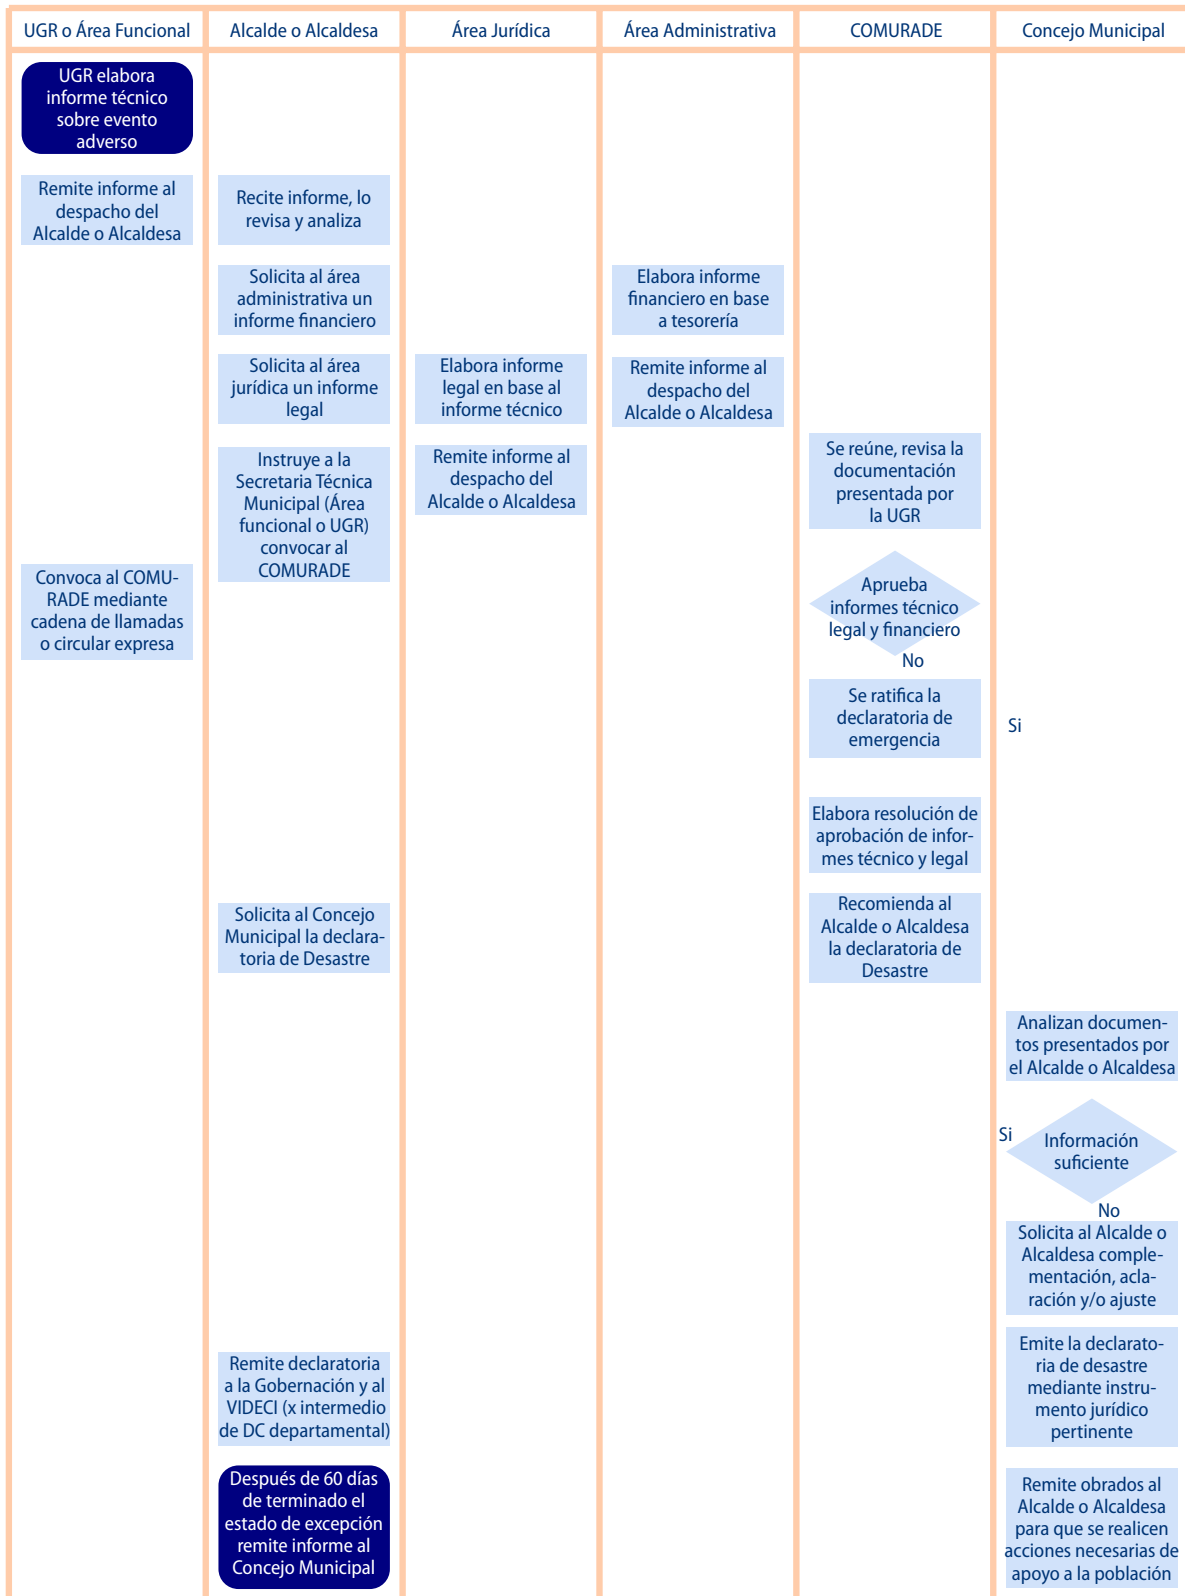 UGR o Área Funcional
Alcalde o Alcaldesa
Área Jurídica
Área Administrativa
COMURADE
Concejo Municipal
UGR elabora
informe técnico
sobre evento
adverso
Remite informe al
despacho del
Alcalde o Alcaldesa
Recite informe, lo
revisa y analiza
Solicita al área
administrativa un
informe financiero
Elabora informe
financiero en base
a tesorería
Solicita al área
jurídica un informe
legal
Elabora informe
legal en base al
informe técnico
Remite informe al
despacho del
Alcalde o Alcaldesa
Instruye a la
Secretaria Técnica
Municipal (Área
funcional o UGR)
convocar al
COMURADE
Remite informe al
despacho del
Alcalde o Alcaldesa
Se reúne, revisa la
documentación
presentada por
la UGR
Convoca al COMU-
RADE mediante
cadena de llamadas
o circular expresa
Aprueba
informes técnico
legal y financiero
No
Se ratifica la
declaratoria de
emergencia
Si
Elabora resolución de
aprobación de infor-
mes técnico y legal
Solicita al Concejo
Municipal la declara-
toria de Desastre
Recomienda al
Alcalde o Alcaldesa
la declaratoria de
Desastre
Analizan documen-
tos presentados por
el Alcalde o Alcaldesa
Si
Información
suficiente
No
Solicita al Alcalde o
Alcaldesa comple-
mentación, acla-
ración y/o ajuste
Remite declaratoria
a la Gobernación y al
VIDECI (x intermedio
de DC departamental)
Emite la declarato-
ria de desastre
mediante instru-
mento jurídico
pertinente
Después de 60 días
de terminado el
estado de excepción
remite informe al
Concejo Municipal
Remite obrados al
Alcalde o Alcaldesa
para que se realicen
acciones necesarias de
apoyo a la población